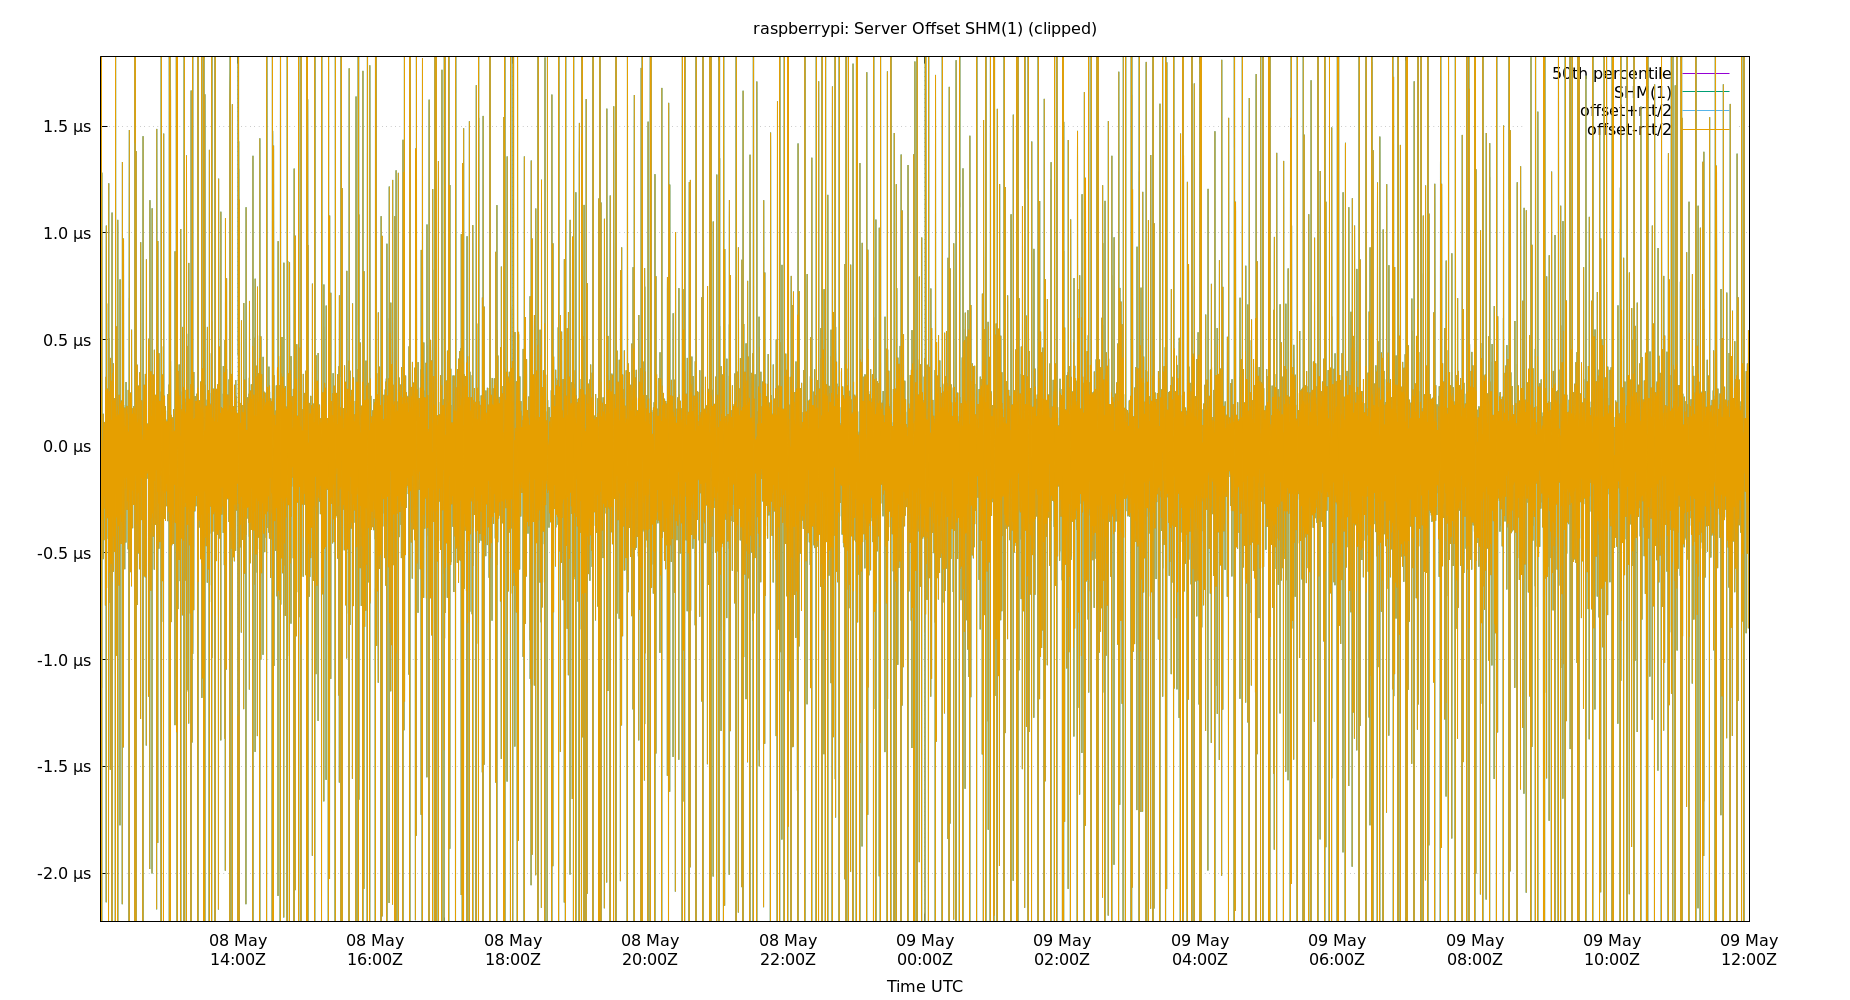 raspberrypi: Server Offset SHM(1) (clipped)
50th percentile
SHM(1)
offset+rtt/2
offset-rtt/2
1.5 µs
1.0 µs
0.5 µs
0.0 µs
-0.5 µs
-1.0 µs
-1.5 µs
-2.0 µs
08 May 08 May 08 May 08 May 08 May 09 May 09 May 09 May 09 May 09 May 09 May 09 May
14:00Z 16:00Z 18:00Z 20:00Z 22:00Z 00:00Z 02:00Z 04:00Z 06:00Z 08:00Z 10:00Z 12:00Z
Time UTC